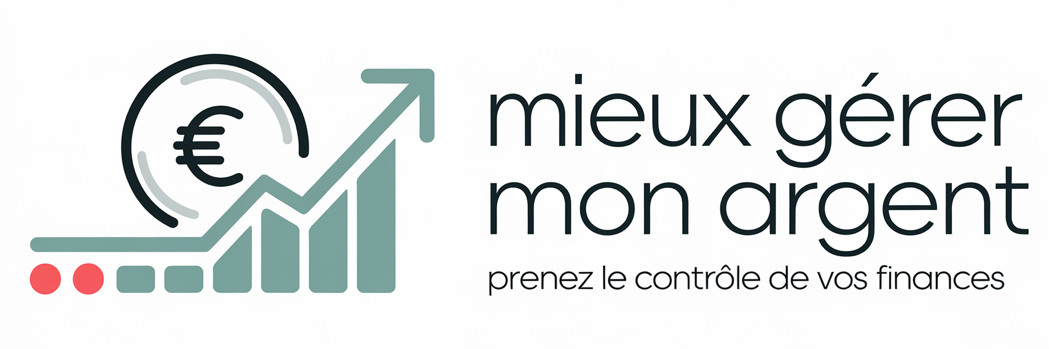 €
mieux gérer
mon argent
prenez le contrôle de vos finances